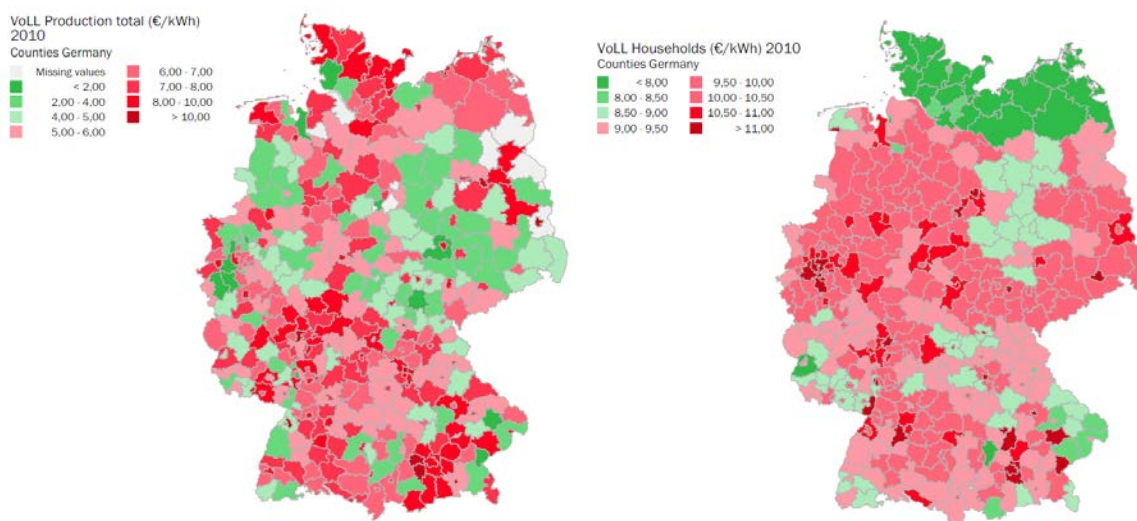 VoLL Production total (€/kWh)
2010
Counties Germany
Missing values
< 2,00
2,00 - 4,00
4,00 - 5,00
5,00 - 6,00
6,00 - 7,00
7,00 - 8,00
8,00 - 10,00
> 10,00
VoLL Households (€/kWh) 2010
Counties Germany
< 8,00
8,00 - 8,50
8,50 - 9,00
9,00 - 9,50
9,50 - 10,00
10,00 - 10,50
10,50 - 11,00
> 11,00